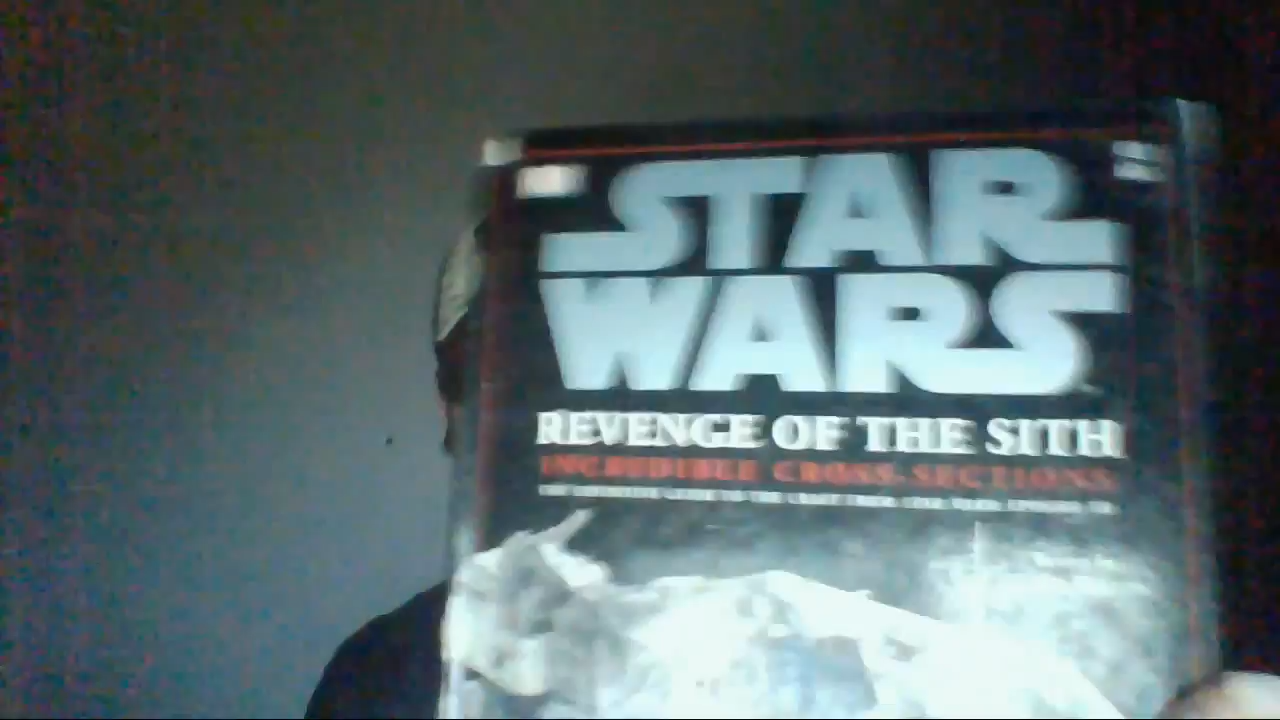 STAR
WARS
REVENGE OF THE SITH
INCREDIBLE CROSS-SECTIONS